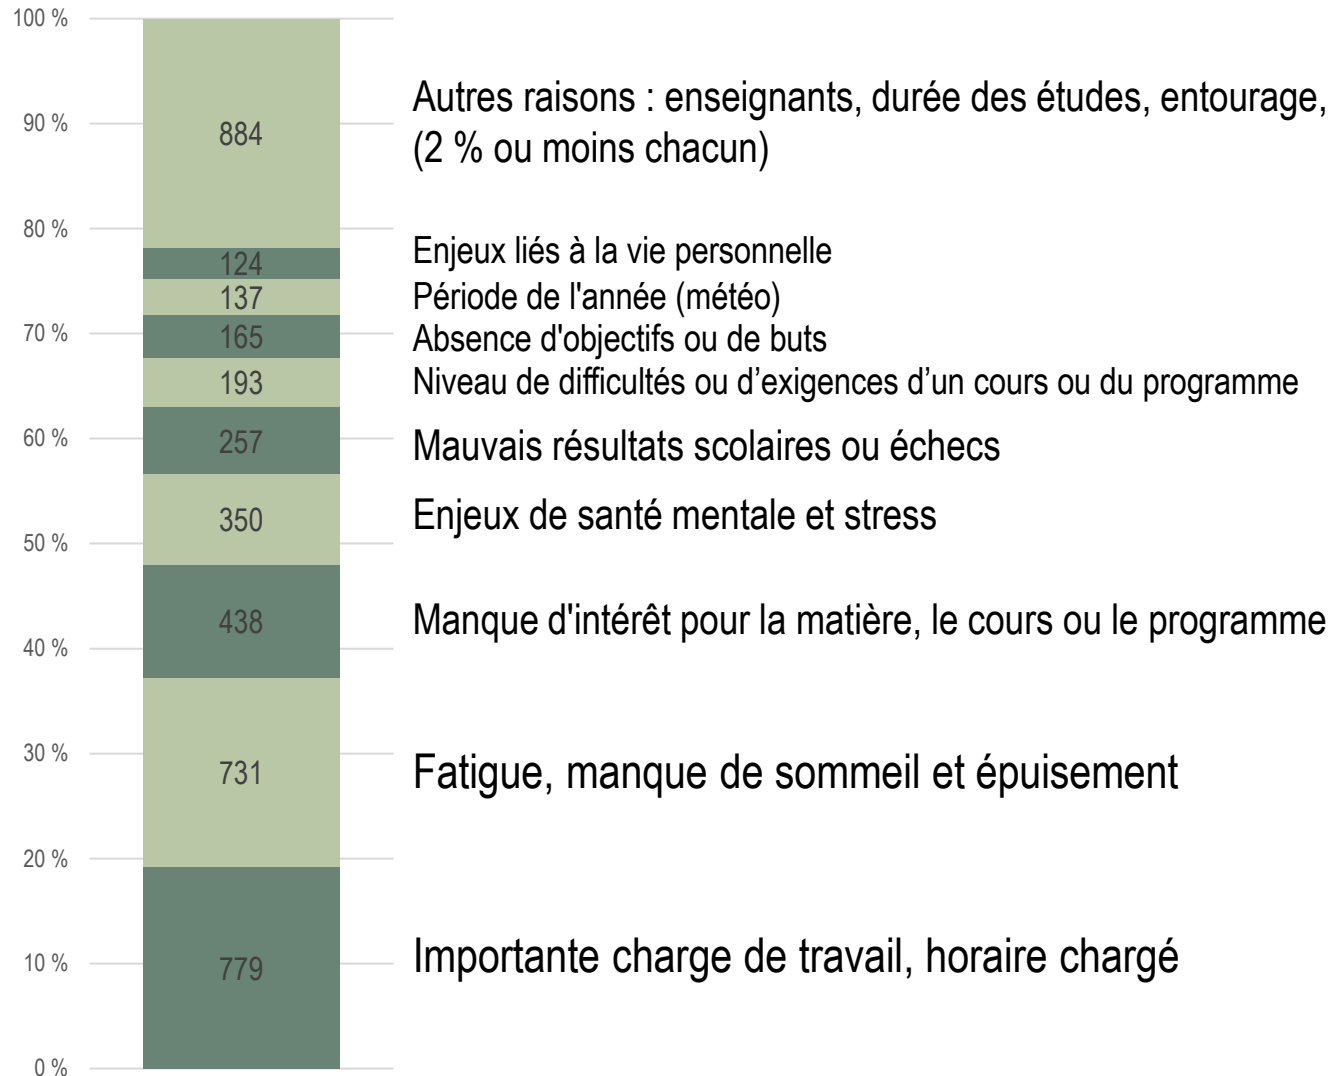 100 %
90 %
80 %
70 %
60 %
50 %
40 %
30 %
20 %
10 %
0 %
884
124
137
165
193
257
350
438
731
779
Autres raisons : enseignants, durée des études, entourage,
(2 % ou moins chacun)
Enjeux liés à la vie personnelle
Période de l'année (météo)
Absence d'objectifs ou de buts
Niveau de difficultés ou d’exigences d’un cours ou du programme
Mauvais résultats scolaires ou échecs
Enjeux de santé mentale et stress
Manque d'intérêt pour la matière, le cours ou le programme
Fatigue, manque de sommeil et épuisement
Importante charge de travail, horaire chargé